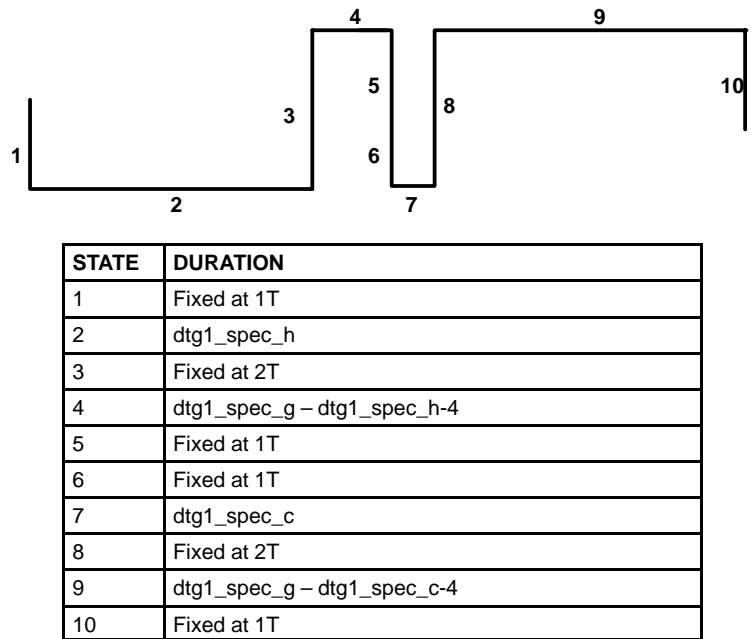 4
9
5
10
3
8
1
6
2
7
STATE DURATION
1 Fixed at 1T
2 dtg1_spec_h
3 Fixed at 2T
4 dtg1_spec_g – dtg1_spec_h-4
5 Fixed at 1T
6 Fixed at 1T
7 dtg1_spec_c
8 Fixed at 2T
9 dtg1_spec_g – dtg1_spec_c-4
10 Fixed at 1T